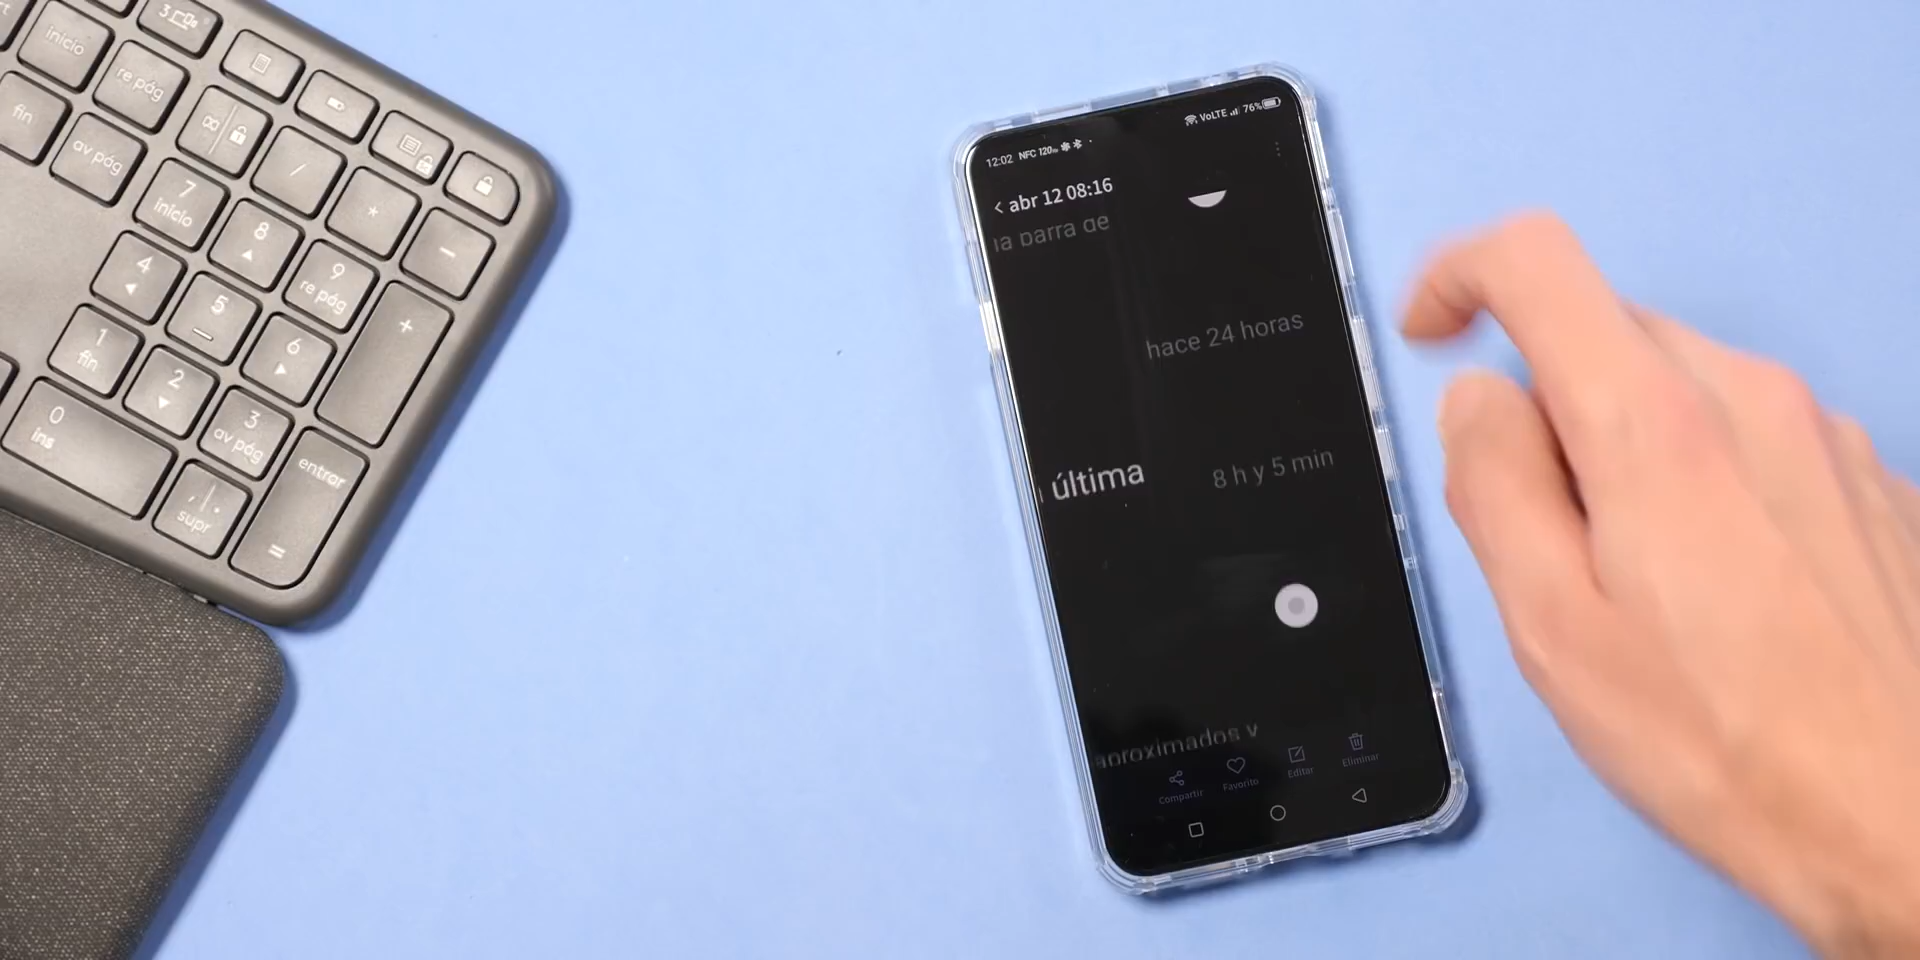 3
inicio
re pág
fin
av pág
/
7
inicio
8
*
−
4
5
9
re pág
+
1
fin
2
6
0
ins
3
av pág
entrar
supr
=
12:02 NFC 120
VoLTE 76%
< abr 12 08:16
la barra de
hace 24 horas
última
8 h y 5 min
aproximados y
Compartir
Favorito
Editar
Eliminar